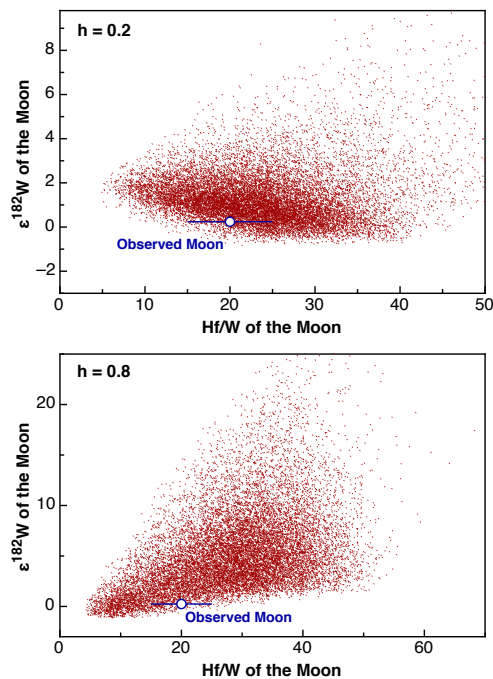 h = 0.2
8
6
4
2
0
−2
ε¹⁸²W of the Moon
Observed Moon
0 10 20 30 40 50
Hf/W of the Moon
h = 0.8
20
10
0
ε¹⁸²W of the Moon
Observed Moon
0 20 40 60
Hf/W of the Moon